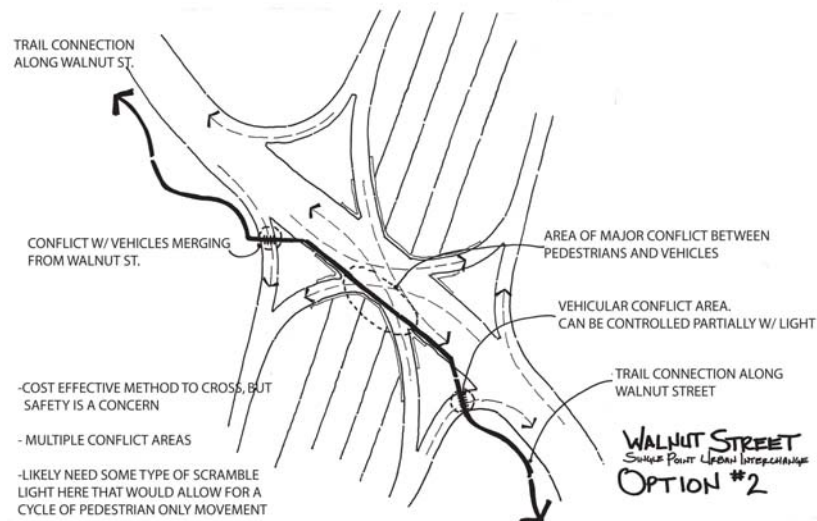 TRAIL CONNECTION
ALONG WALNUT ST.
CONFLICT W/ VEHICLES MERGING
FROM WALNUT ST.
AREA OF MAJOR CONFLICT BETWEEN
PEDESTRIANS AND VEHICLES
VEHICULAR CONFLICT AREA.
CAN BE CONTROLLED PARTIALLY W/ LIGHT
TRAIL CONNECTION ALONG
WALNUT STREET
-COST EFFECTIVE METHOD TO CROSS, BUT
SAFETY IS A CONCERN
- MULTIPLE CONFLICT AREAS
-LIKELY NEED SOME TYPE OF SCRAMBLE
LIGHT HERE THAT WOULD ALLOW FOR A
CYCLE OF PEDESTRIAN ONLY MOVEMENT
WALNUT STREET
SINGLE POINT URBAN INTERCHANGE
OPTION #2